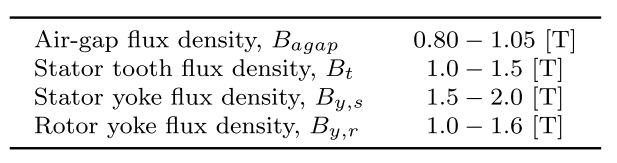 Air-gap flux density, B_agap 0.80 − 1.05 [T]
Stator tooth flux density, B_t 1.0 − 1.5 [T]
Stator yoke flux density, B_y,s 1.5 − 2.0 [T]
Rotor yoke flux density, B_y,r 1.0 − 1.6 [T]